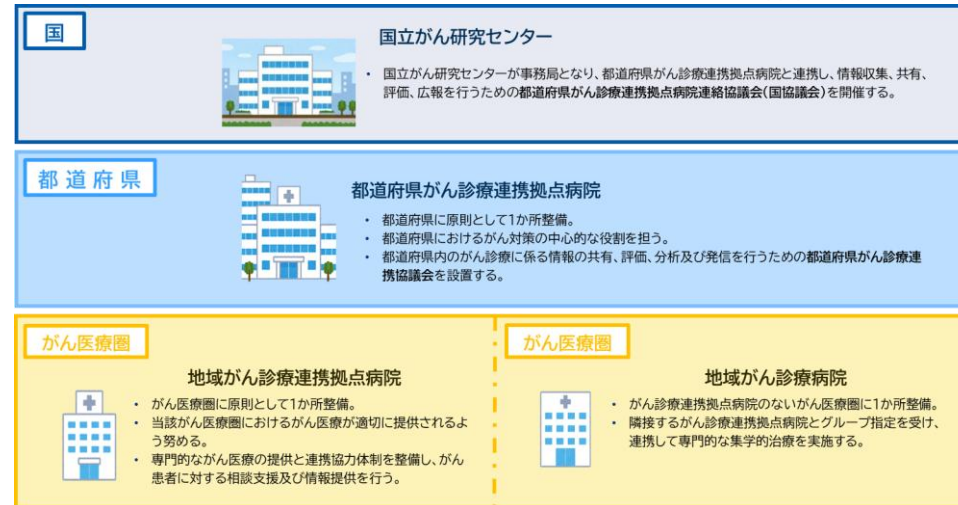 国
国立がん研究センター
• 国立がん研究センターが事務局となり、都道府県がん診療連携拠点病院と連携し、情報収集、共有、
評価、広報を行うための都道府県がん診療連携拠点病院連絡協議会(国協議会)を開催する。
都道府県
都道府県がん診療連携拠点病院
• 都道府県に原則として1か所整備。
• 都道府県におけるがん対策の中心的な役割を担う。
• 都道府県内のがん診療に係る情報の共有、評価、分析及び発信を行うための都道府県がん診療連
携協議会を設置する。
がん医療圏
地域がん診療連携拠点病院
• がん医療圏に原則として1か所整備。
• 当該がん医療圏におけるがん医療が適切に提供されるよ
う努める。
• 専門的ながん医療の提供と連携協力体制を整備し、がん
患者に対する相談支援及び情報提供を行う。
がん医療圏
地域がん診療病院
• がん診療連携拠点病院のないがん医療圏に1か所整備。
• 隣接するがん診療連携拠点病院とグループ指定を受け、
連携して専門的な集学的治療を実施する。